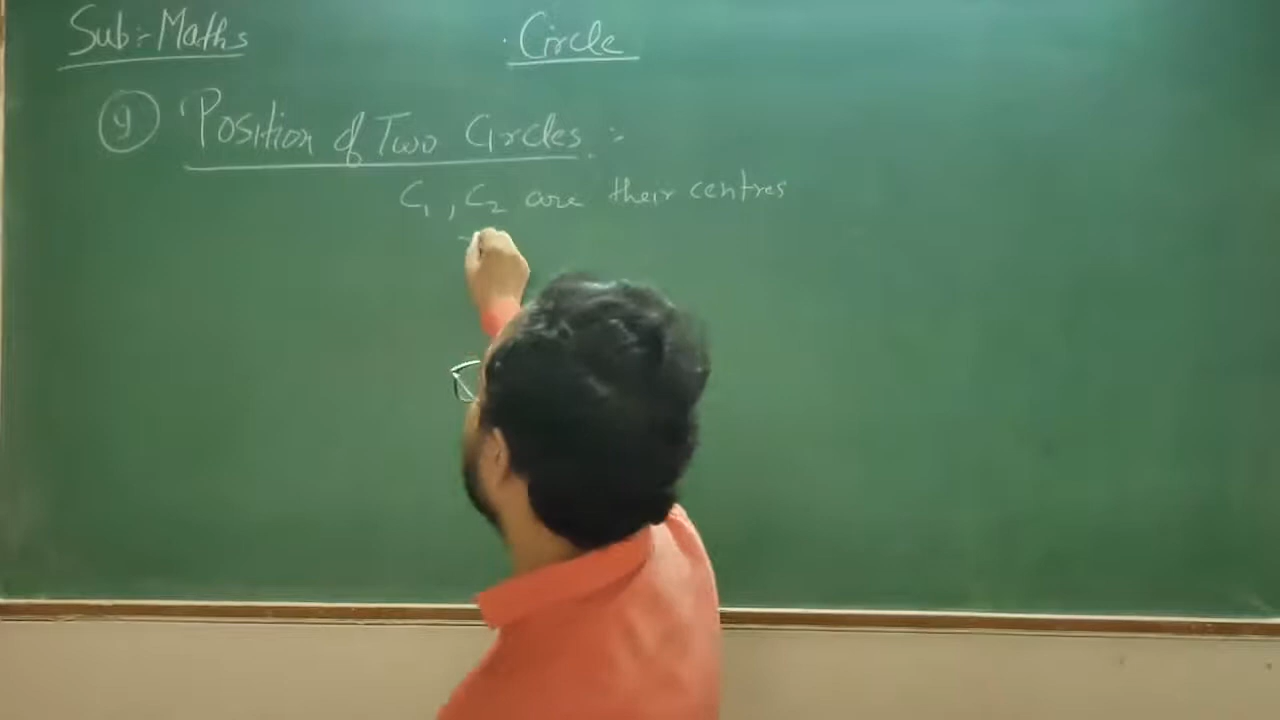 Sub:- Maths
Circle
9 Position of Two Circles :-
C₁, C₂ are their centres